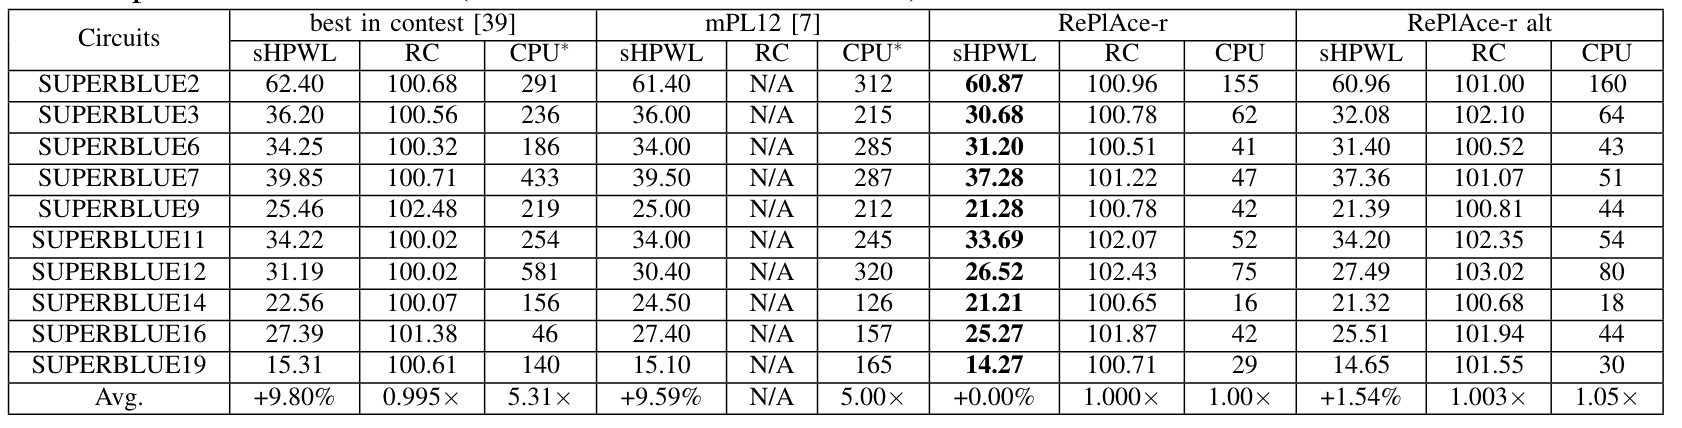 Circuits best in contest [39] mPL12 [7] RePlAce-r RePlAce-r alt
sHPWL RC CPU* sHPWL RC CPU* sHPWL RC CPU sHPWL RC CPU
SUPERBLUE2 62.40 100.68 291 61.40 N/A 312 60.87 100.96 155 60.96 101.00 160
SUPERBLUE3 36.20 100.56 236 36.00 N/A 215 30.68 100.78 62 32.08 102.10 64
SUPERBLUE6 34.25 100.32 186 34.00 N/A 285 31.20 100.51 41 31.40 100.52 43
SUPERBLUE7 39.85 100.71 433 39.50 N/A 287 37.28 101.22 47 37.36 101.07 51
SUPERBLUE9 25.46 102.48 219 25.00 N/A 212 21.28 100.78 42 21.39 100.81 44
SUPERBLUE11 34.22 100.02 254 34.00 N/A 245 33.69 102.07 52 34.20 102.35 54
SUPERBLUE12 31.19 100.02 581 30.40 N/A 320 26.52 102.43 75 27.49 103.02 80
SUPERBLUE14 22.56 100.07 156 24.50 N/A 126 21.21 100.65 16 21.32 100.68 18
SUPERBLUE16 27.39 101.38 46 27.40 N/A 157 25.27 101.87 42 25.51 101.94 44
SUPERBLUE19 15.31 100.61 140 15.10 N/A 165 14.27 100.71 29 14.65 101.55 30
Avg. +9.80% 0.995× 5.31× +9.59% N/A 5.00× +0.00% 1.000× 1.00× +1.54% 1.003× 1.05×